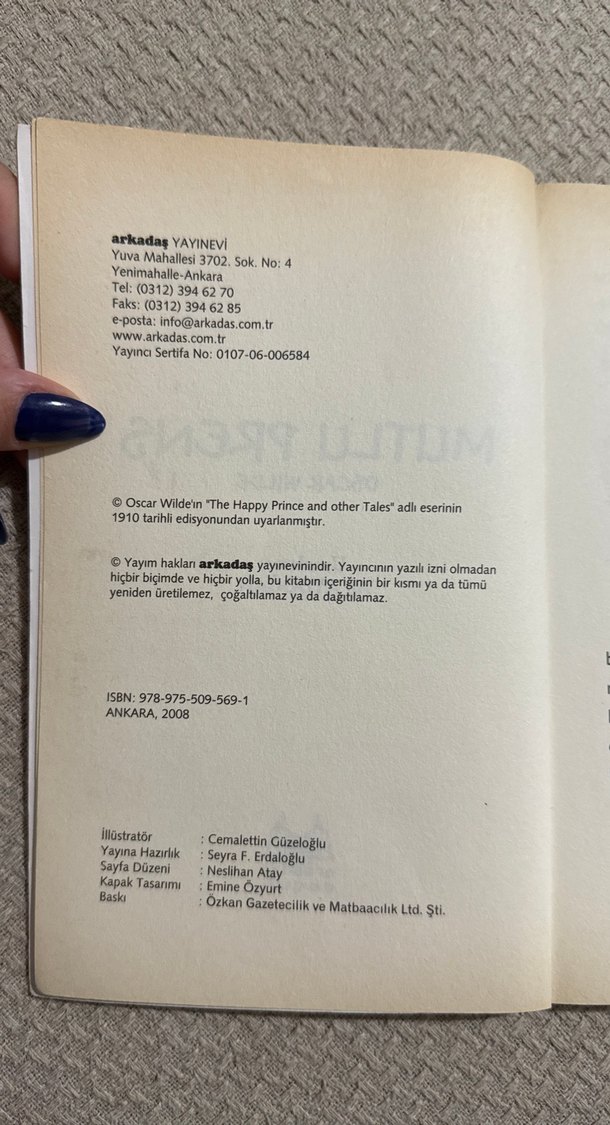 arkadaş YAYINEVİ
Yuva Mahallesi 3702. Sok. No: 4
Yenimahalle-Ankara
Tel: (0312) 394 62 70
Faks: (0312) 394 62 85
e-posta: info@arkadas.com.tr
www.arkadas.com.tr
Yayıncı Sertifa No: 0107-06-006584
MUTLU PRENS
OSCAR WILDE
© Oscar Wilde'ın "The Happy Prince and other Tales" adlı eserinin
1910 tarihli edisyonundan uyarlanmıştır.
© Yayım hakları arkadaş yayınevinindir. Yayıncının yazılı izni olmadan
hiçbir biçimde ve hiçbir yolla, bu kitabın içeriğinin bir kısmı ya da tümü
yeniden üretilemez, çoğaltılamaz ya da dağıtılamaz.
ISBN: 978-975-509-569-1
ANKARA, 2008
İllüstratör : Cemalettin Güzeloğlu
Yayına Hazırlık : Seyra F. Erdaloğlu
Sayfa Düzeni : Neslihan Atay
Kapak Tasarımı : Emine Özyurt
Baskı : Özkan Gazetecilik ve Matbaacılık Ltd. Şti.